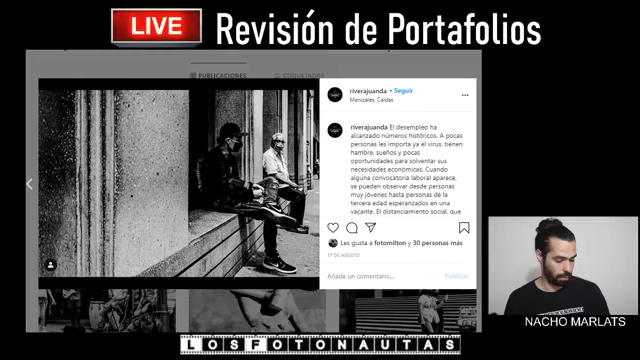 LIVE
Revisión de Portafolios
PUBLICACIONES
ETIQUETADAS
riverajuanda • Seguir
Manizales, Caldas
riverajuanda El desempleo ha
alcanzado números históricos. A pocas
personas les importa ya el virus, tienen
hambre, sueños y pocas
oportunidades para solventar sus
necesidades económicas. Cuando
alguna convocatoria laboral aparece,
se pueden observar desde personas
muy jóvenes hasta personas de la
tercera edad esperanzados en una
vacante. El distanciamiento social, que
Les gusta a fotomilton y 30 personas más
17 DE AGOSTO
Añade un comentario...
Publicar
NACHO MARLATS
LOSFOTONAUTAS